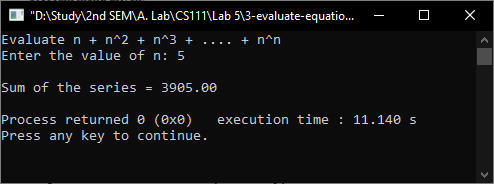 "D:\Study\2nd SEM\A. Lab\CS111\Lab 5\3-evaluate-equatio...
Evaluate n + n^2 + n^3 + .... + n^n
Enter the value of n: 5
Sum of the series = 3905.00
Process returned 0 (0x0)   execution time : 11.140 s
Press any key to continue.